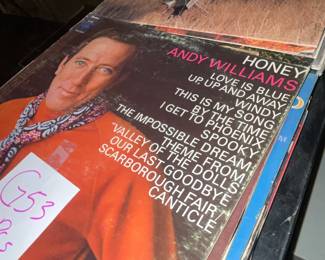 HONEY
ANDY WILLIAMS
LOVE IS BLUE
UP, UP AND AWAY
WINDY
THIS IS MY SONG
BY THE TIME
I GET TO PHOENIX
SPOOKY
THE IMPOSSIBLE DREAM
"VALLEY OF THE DOLLS"
OUR LAST GOODBYE
SCARBOROUGH FAIR/
CANTICLE
G53